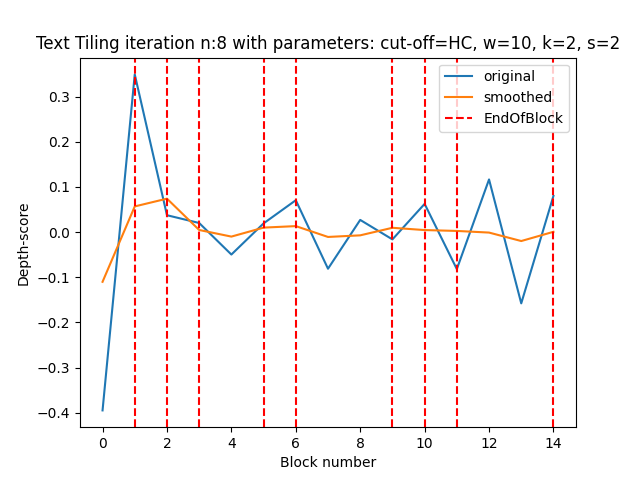 Text Tiling iteration n:8 with parameters: cut-off=HC, w=10, k=2, s=2
original
smoothed
EndOfBlock
Depth-score
0.3
0.2
0.1
0.0
−0.1
−0.2
−0.3
−0.4
0 2 4 6 8 10 12 14
Block number